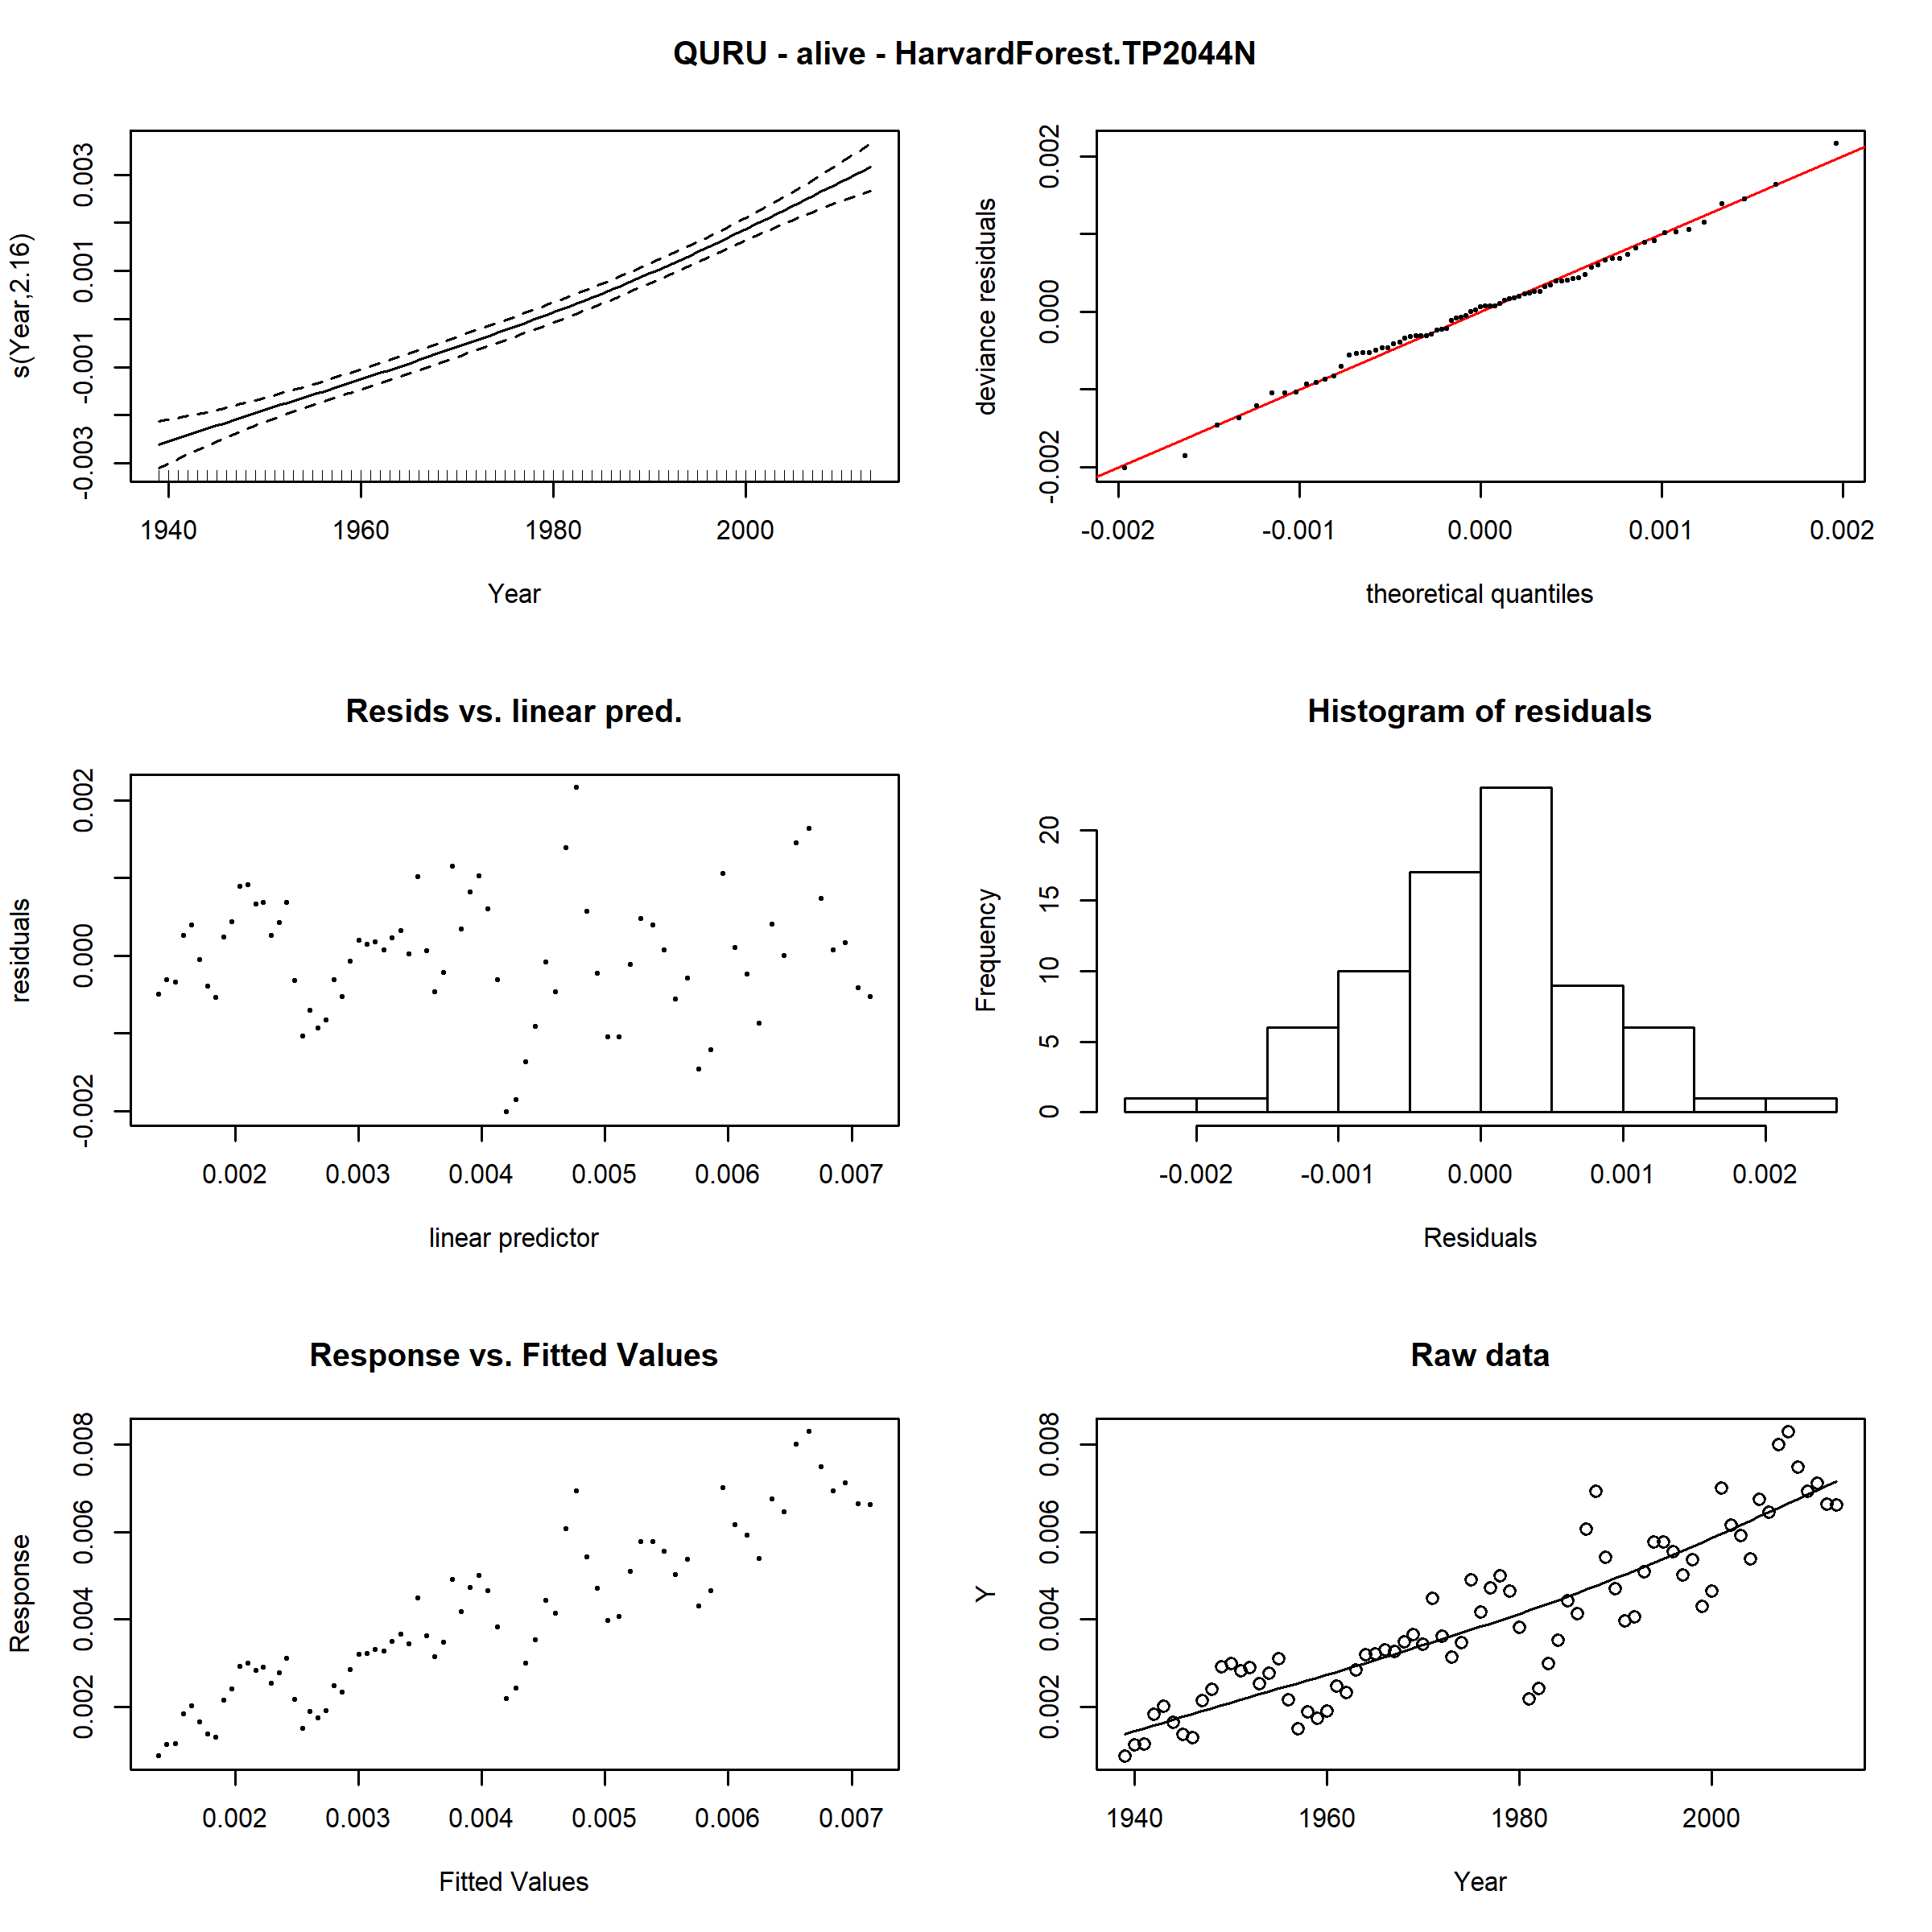 QURU - alive - HarvardForest.TP2044N
s(Year,2.16)
0.003
0.001
-0.001
-0.003
1940 1960 1980 2000
Year
deviance residuals
0.002
0.000
-0.002
-0.002 -0.001 0.000 0.001 0.002
theoretical quantiles
Resids vs. linear pred.
residuals
0.002
0.000
-0.002
0.002 0.003 0.004 0.005 0.006 0.007
linear predictor
Histogram of residuals
Frequency
20
15
10
5
0
-0.002 -0.001 0.000 0.001 0.002
Residuals
Response vs. Fitted Values
Response
0.008
0.006
0.004
0.002
0.002 0.003 0.004 0.005 0.006 0.007
Fitted Values
Raw data
Y
0.008
0.006
0.004
0.002
1940 1960 1980 2000
Year